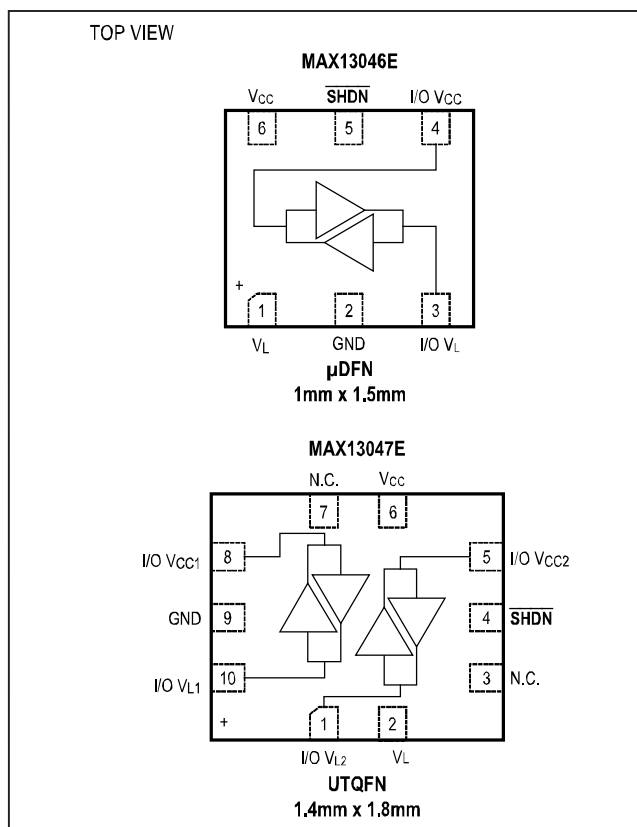 TOP VIEW
MAX13046E
VCC SHDN I/O VCC
6 5 4
+
1 2 3
VL GND I/O VL
µDFN
1mm x 1.5mm
MAX13047E
N.C. VCC
7 6
I/O VCC1 8 5 I/O VCC2
GND 9 4 SHDN
I/O VL1 10 3 N.C.
+ 1 2
I/O VL2 VL
UTQFN
1.4mm x 1.8mm